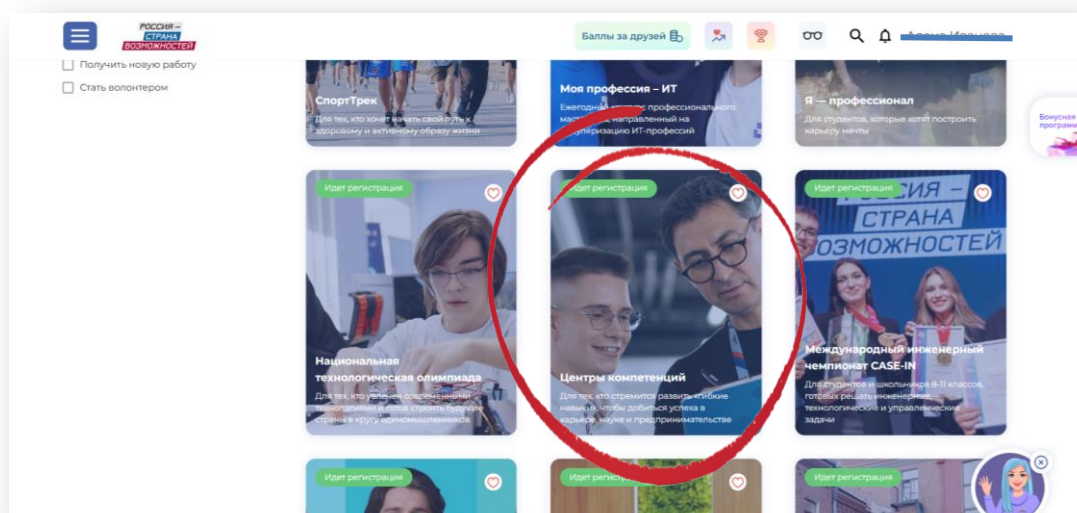 РОССИЯ –
СТРАНА
ВОЗМОЖНОСТЕЙ
Баллы за друзей
Получить новую работу
Стать волонтером
СпортТрек
Для тех, кто хочет начать свой путь к
здоровому и активному образу жизни
Моя профессия – ИТ
Ежегодный профессионального
направленный на
ИТ-профессий
Я — профессионал
Для студентов, которые хотят построить
карьеру мечты
Бонусная
Идет регистрация
Национальная
технологическая олимпиада
Для тех, кто увлечен современными
технологиями и готов строить будущее
страны в кругу единомышленников
Идет регистрация
Центры компетенций
Для тех, кто стремится развить «гибкие
навыки», чтобы добиться успеха в
карьере, науке и предпринимательстве
Идет регистрация
СТРАНА
ВОЗМОЖНОСТЕЙ
Международный инженерный
чемпионат CASE-IN
Для студентов и школьников 8-11 классов,
готовых решать инженерные,
технологические и управленческие
задачи
Идет регистрация
Идет регистрация
Идет регистрация